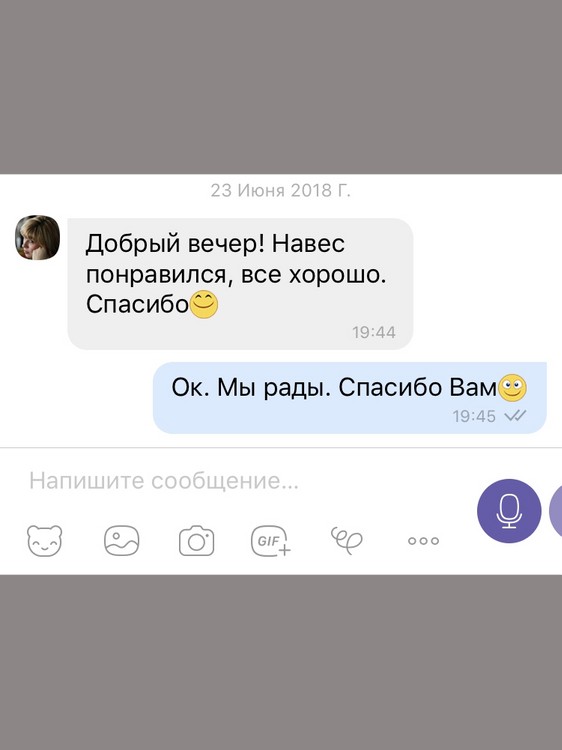 23 Июня 2018 Г.
Добрый вечер! Навес
понравился, все хорошо.
Спасибо😊
19:44
Ок. Мы рады. Спасибо Вам🙄
19:45
Напишите сообщение...
GIF